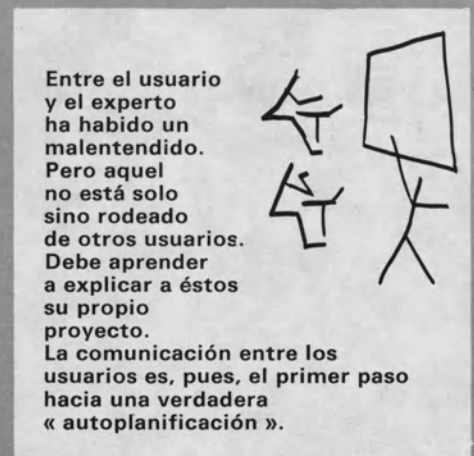 Entre el usuario
y el experto
ha habido un
malentendido.
Pero aquel
no está solo
sino rodeado
de otros usuarios.
Debe aprender
a explicar a éstos
su propio
proyecto.
La comunicación entre los
usuarios es, pues, el primer paso
hacia una verdadera
« autoplanificación ».